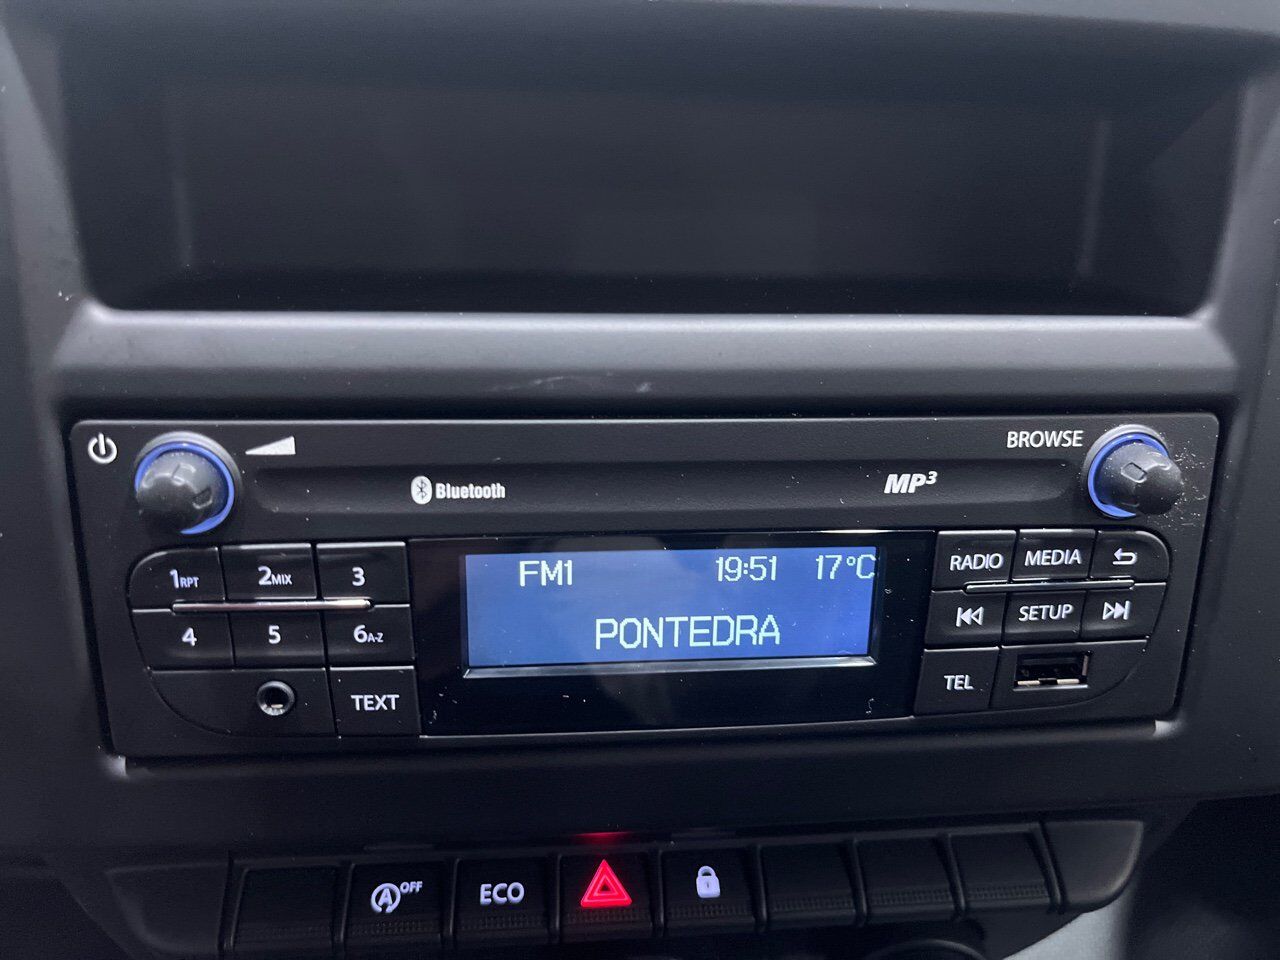 BROWSE
Bluetooth
MP3
1RPT 2MIX 3
FM1 19:51 17°C
RADIO MEDIA
4 5 6A-Z
PONTEDRA
SETUP
TEXT
TEL
A OFF ECO